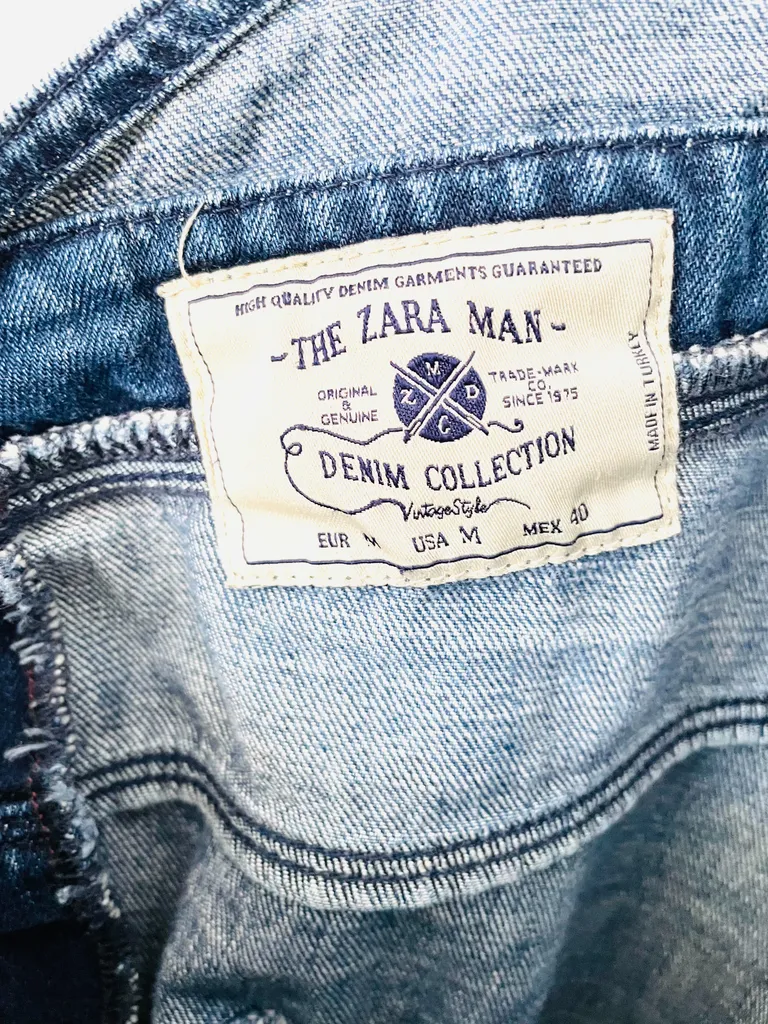 HIGH QUALITY DENIM GARMENTS GUARANTEED
-THE ZARA MAN-
ORIGINAL & GENUINE
M
Z D
C
TRADE-MARK CO. SINCE 1975
DENIM COLLECTION
VintageStyle
EUR M USA M MEX 40
MADE IN TURKEY